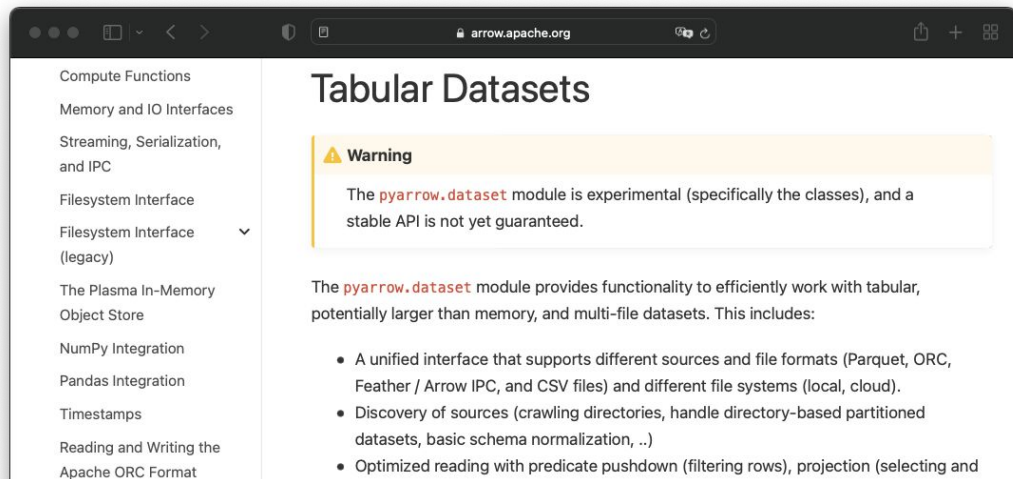 arrow.apache.org
Compute Functions
Memory and IO Interfaces
Streaming, Serialization,
and IPC
Filesystem Interface
Filesystem Interface
(legacy)
The Plasma In-Memory
Object Store
NumPy Integration
Pandas Integration
Timestamps
Reading and Writing the
Apache ORC Format
Tabular Datasets
Warning
The pyarrow.dataset module is experimental (specifically the classes), and a
stable API is not yet guaranteed.
The pyarrow.dataset module provides functionality to efficiently work with tabular,
potentially larger than memory, and multi-file datasets. This includes:
• A unified interface that supports different sources and file formats (Parquet, ORC,
Feather / Arrow IPC, and CSV files) and different file systems (local, cloud).
• Discovery of sources (crawling directories, handle directory-based partitioned
datasets, basic schema normalization, ..)
• Optimized reading with predicate pushdown (filtering rows), projection (selecting and